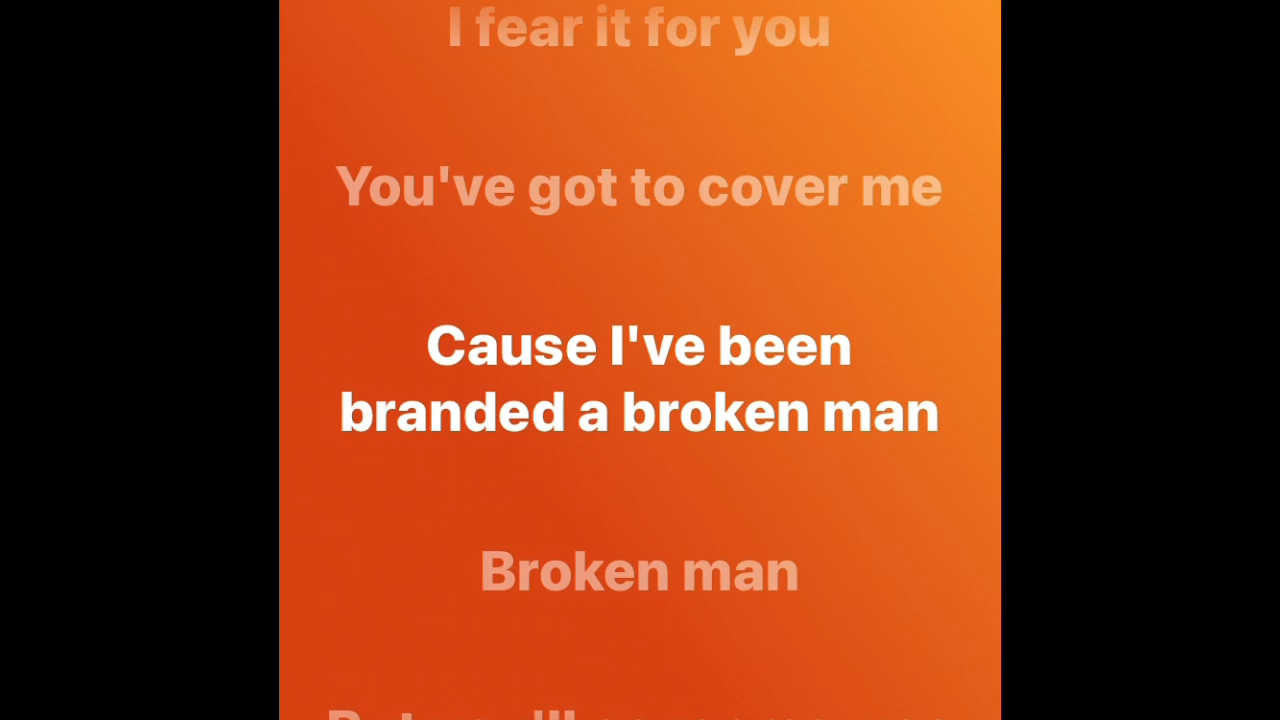 I fear it for you
You've got to cover me
Cause I've been
branded a broken man
Broken man